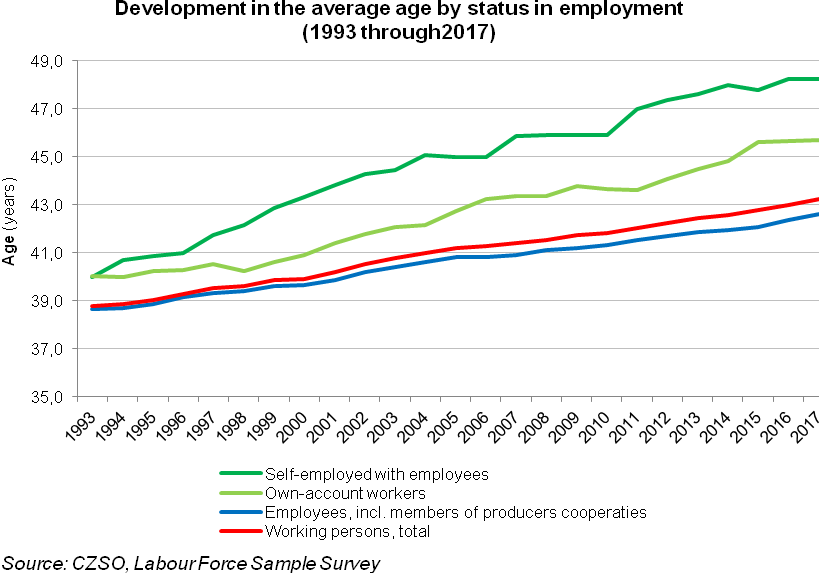 Development in the average age by status in employment
(1993 through2017)
49,0
47,0
45,0
43,0
41,0
39,0
37,0
35,0
Age (years)
1993 1994 1995 1996 1997 1998 1999 2000 2001 2002 2003 2004 2005 2006 2007 2008 2009 2010 2011 2012 2013 2014 2015 2016 2017
Self-employed with employees
Own-account workers
Employees, incl. members of producers cooperaties
Working persons, total
Source: CZSO, Labour Force Sample Survey